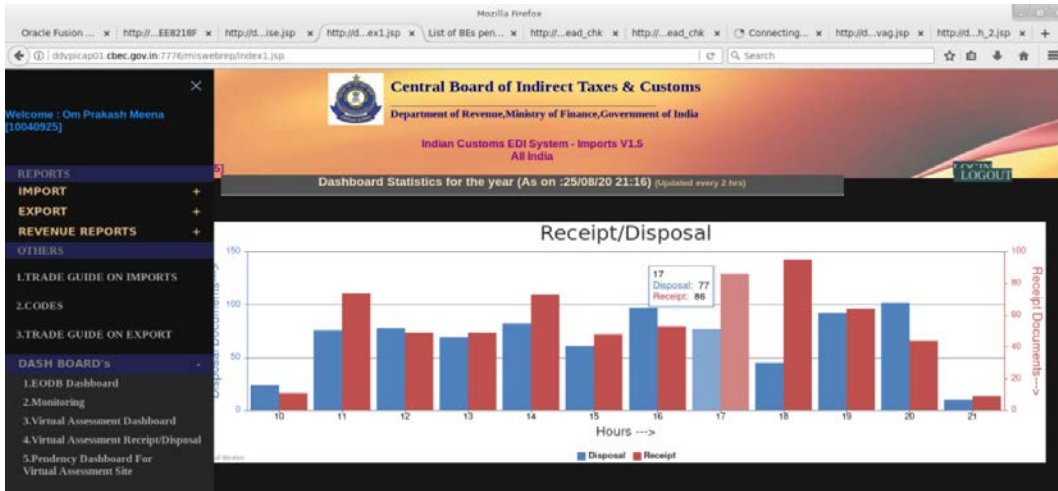 Mozilla Firefox
Oracle Fusion ... × http://...EE8218F × http://d...ise.jsp × http://d...ex1.jsp × List of BEs pen... × http://...ead_chk × http://...ead_chk × Connecting... × http://d...vag.jsp × http://d...h_2.jsp × +
ddvpicap01.cbec.gov.in:7776/miswebrep/index1.jsp
Search
×
Welcome : Om Prakash Meena
[10040925]
Central Board of Indirect Taxes & Customs
Department of Revenue,Ministry of Finance,Government of India
Indian Customs EDI System - Imports V1.5
All India
5]
LOGIN
LOGOUT
Dashboard Statistics for the year (As on :25/08/20 21:16) (Updated every 2 hrs)
REPORTS
IMPORT +
EXPORT +
REVENUE REPORTS +
OTHERS
1.TRADE GUIDE ON IMPORTS
2.CODES
3.TRADE GUIDE ON EXPORT
DASH BOARD's -
1.EODB Dashboard
2.Monitoring
3.Virtual Assessment Dashboard
4.Virtual Assessment Receipt/Disposal
5.Pendency Dashboard For
Virtual Assessment Site
Receipt/Disposal
Disposal Documents--->
150
100
50
0
17
Disposal: 77
Receipt: 86
100
80
60
40
20
0
Receipt Documents--->
10 11 12 13 14 15 16 17 18 19 20 21
Hours --->
Disposal Receipt